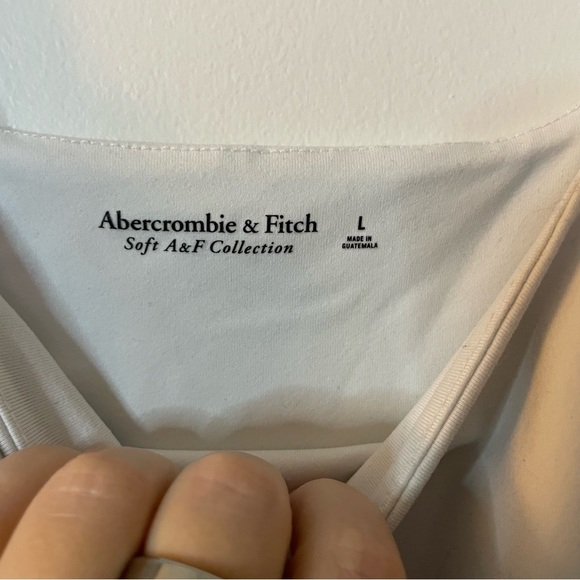 Abercrombie & Fitch
Soft A&F Collection
L
MADE IN
GUATEMALA